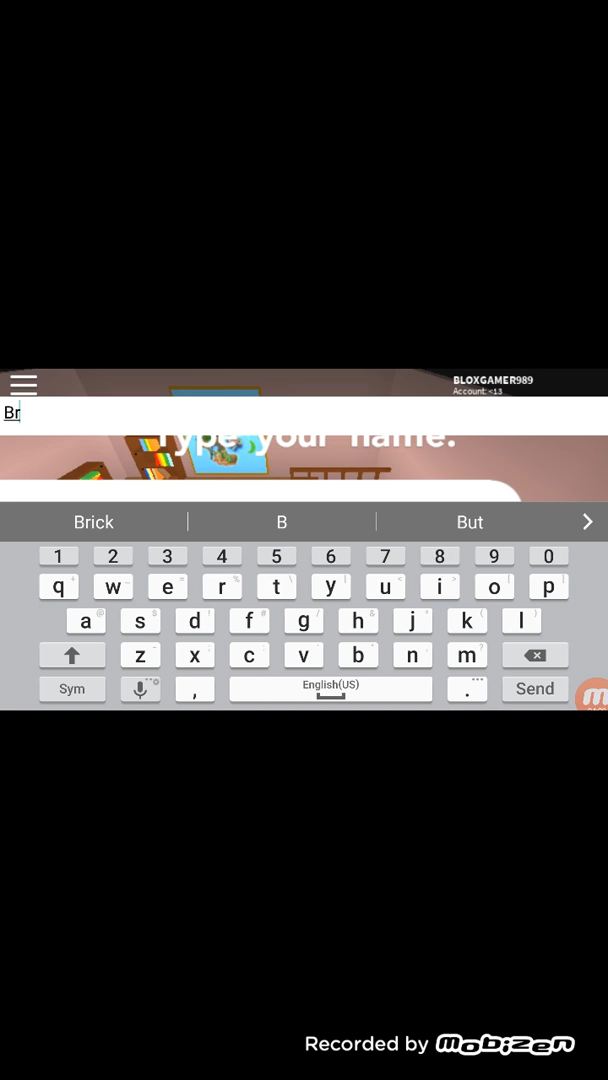 BLOXGAMER989
Account: <13
Br
Type your name.
Brick B But
1 2 3 4 5 6 7 8 9 0
q w e r t y u i o p
a s d f g h j k l
z x c v b n m
Sym , English(US) . Send
Recorded by mobizen